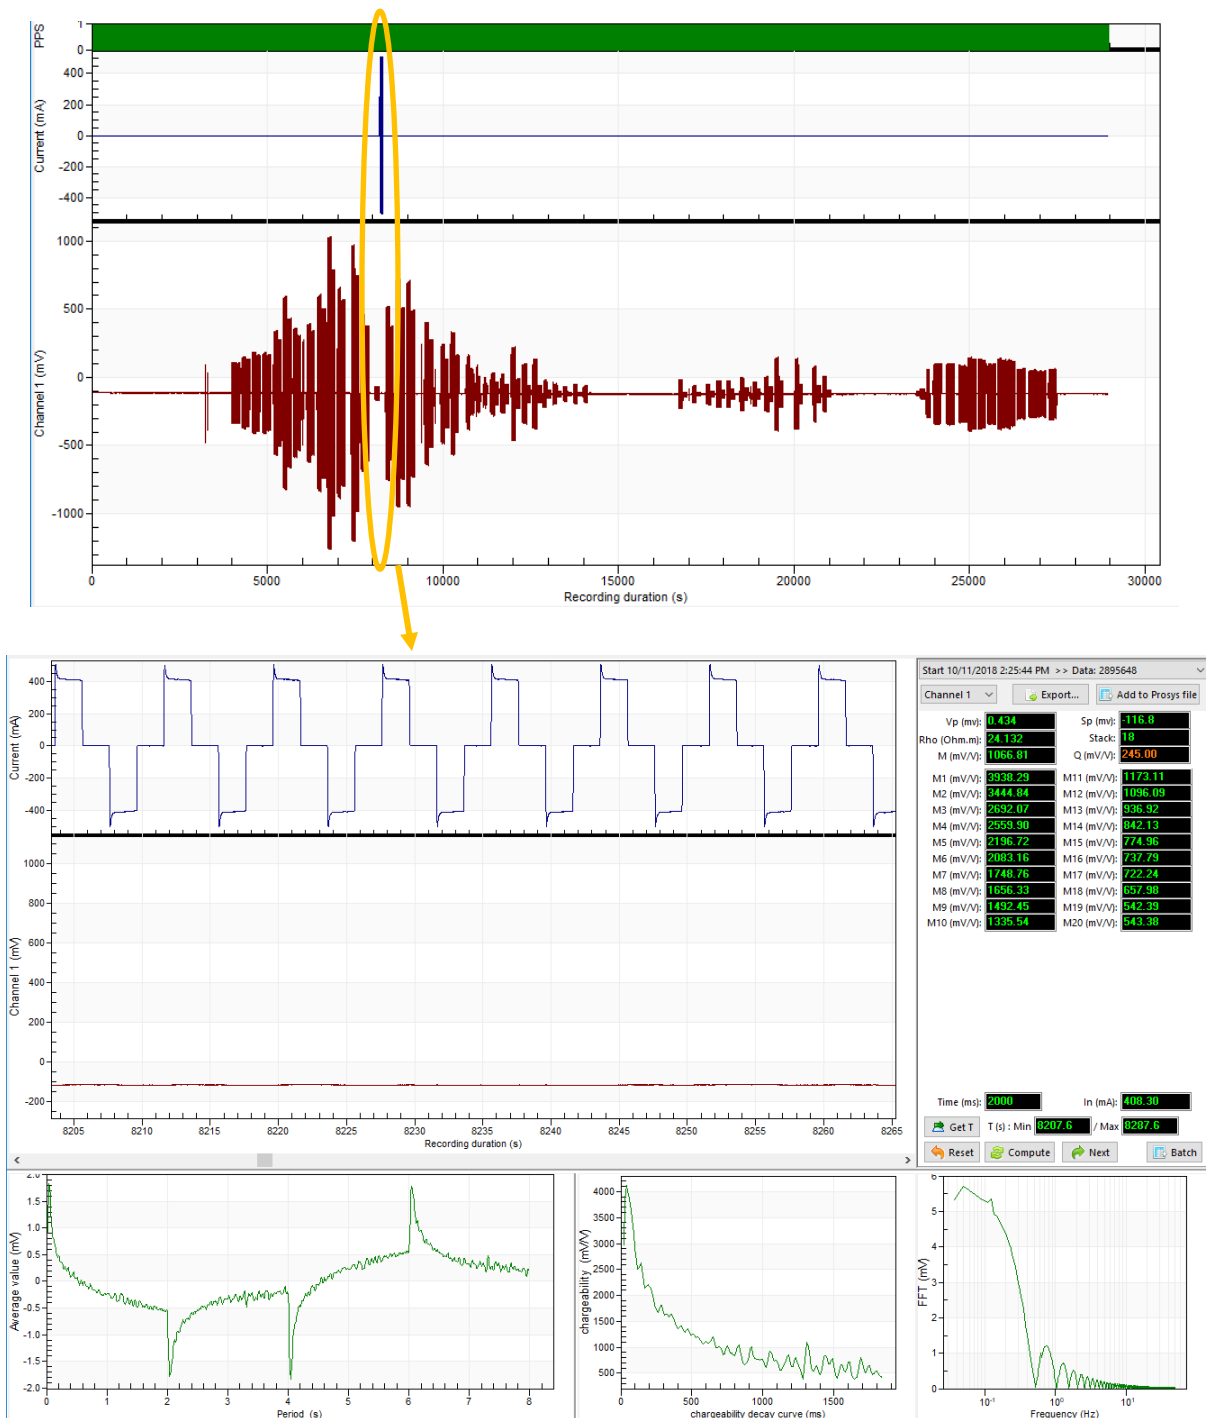 PPS
1
0
Current (mA)
400
200
0
-200
-400
Channel 1 (mV)
1000
500
0
-500
-1000
0 5000 10000 15000 20000 25000 30000
Recording duration (s)
Current (mA)
400
200
0
-200
-400
Channel 1 (mV)
1000
800
600
400
200
0
-200
8205 8210 8215 8220 8225 8230 8235 8240 8245 8250 8255 8260 8265
Recording duration (s)
Start 10/11/2018 2:25:44 PM >> Data: 2895648
Channel 1 Export... Add to Prosys file
Vp (mv): 0.434 Sp (mv): -116.8
Rho (Ohm.m): 24.132 Stack: 18
M (mV/V): 1066.81 Q (mV/V): 245.00
M1 (mV/V): 3938.29 M11 (mV/V): 1173.11
M2 (mV/V): 3444.84 M12 (mV/V): 1096.09
M3 (mV/V): 2692.07 M13 (mV/V): 936.92
M4 (mV/V): 2559.90 M14 (mV/V): 842.13
M5 (mV/V): 2196.72 M15 (mV/V): 774.96
M6 (mV/V): 2083.16 M16 (mV/V): 737.79
M7 (mV/V): 1748.76 M17 (mV/V): 722.24
M8 (mV/V): 1656.33 M18 (mV/V): 657.98
M9 (mV/V): 1492.45 M19 (mV/V): 542.39
M10 (mV/V): 1335.54 M20 (mV/V): 543.38
Time (ms): 2000 In (mA): 408.30
Get T T (s) : Min 8207.6 / Max 8287.6
Reset Compute Next Batch
Average value (mV)
2.0
1.5
1.0
0.5
0
-0.5
-1.0
-1.5
-2.0
0 1 2 3 4 5 6 7 8
Period (s)
chargeability (mV/V)
4000
3500
3000
2500
2000
1500
1000
500
0 500 1000 1500
chargeability decay curve (ms)
FFT (mV)
6
5
4
3
2
1
0
10⁻¹ 10⁰ 10¹
Frequency (Hz)